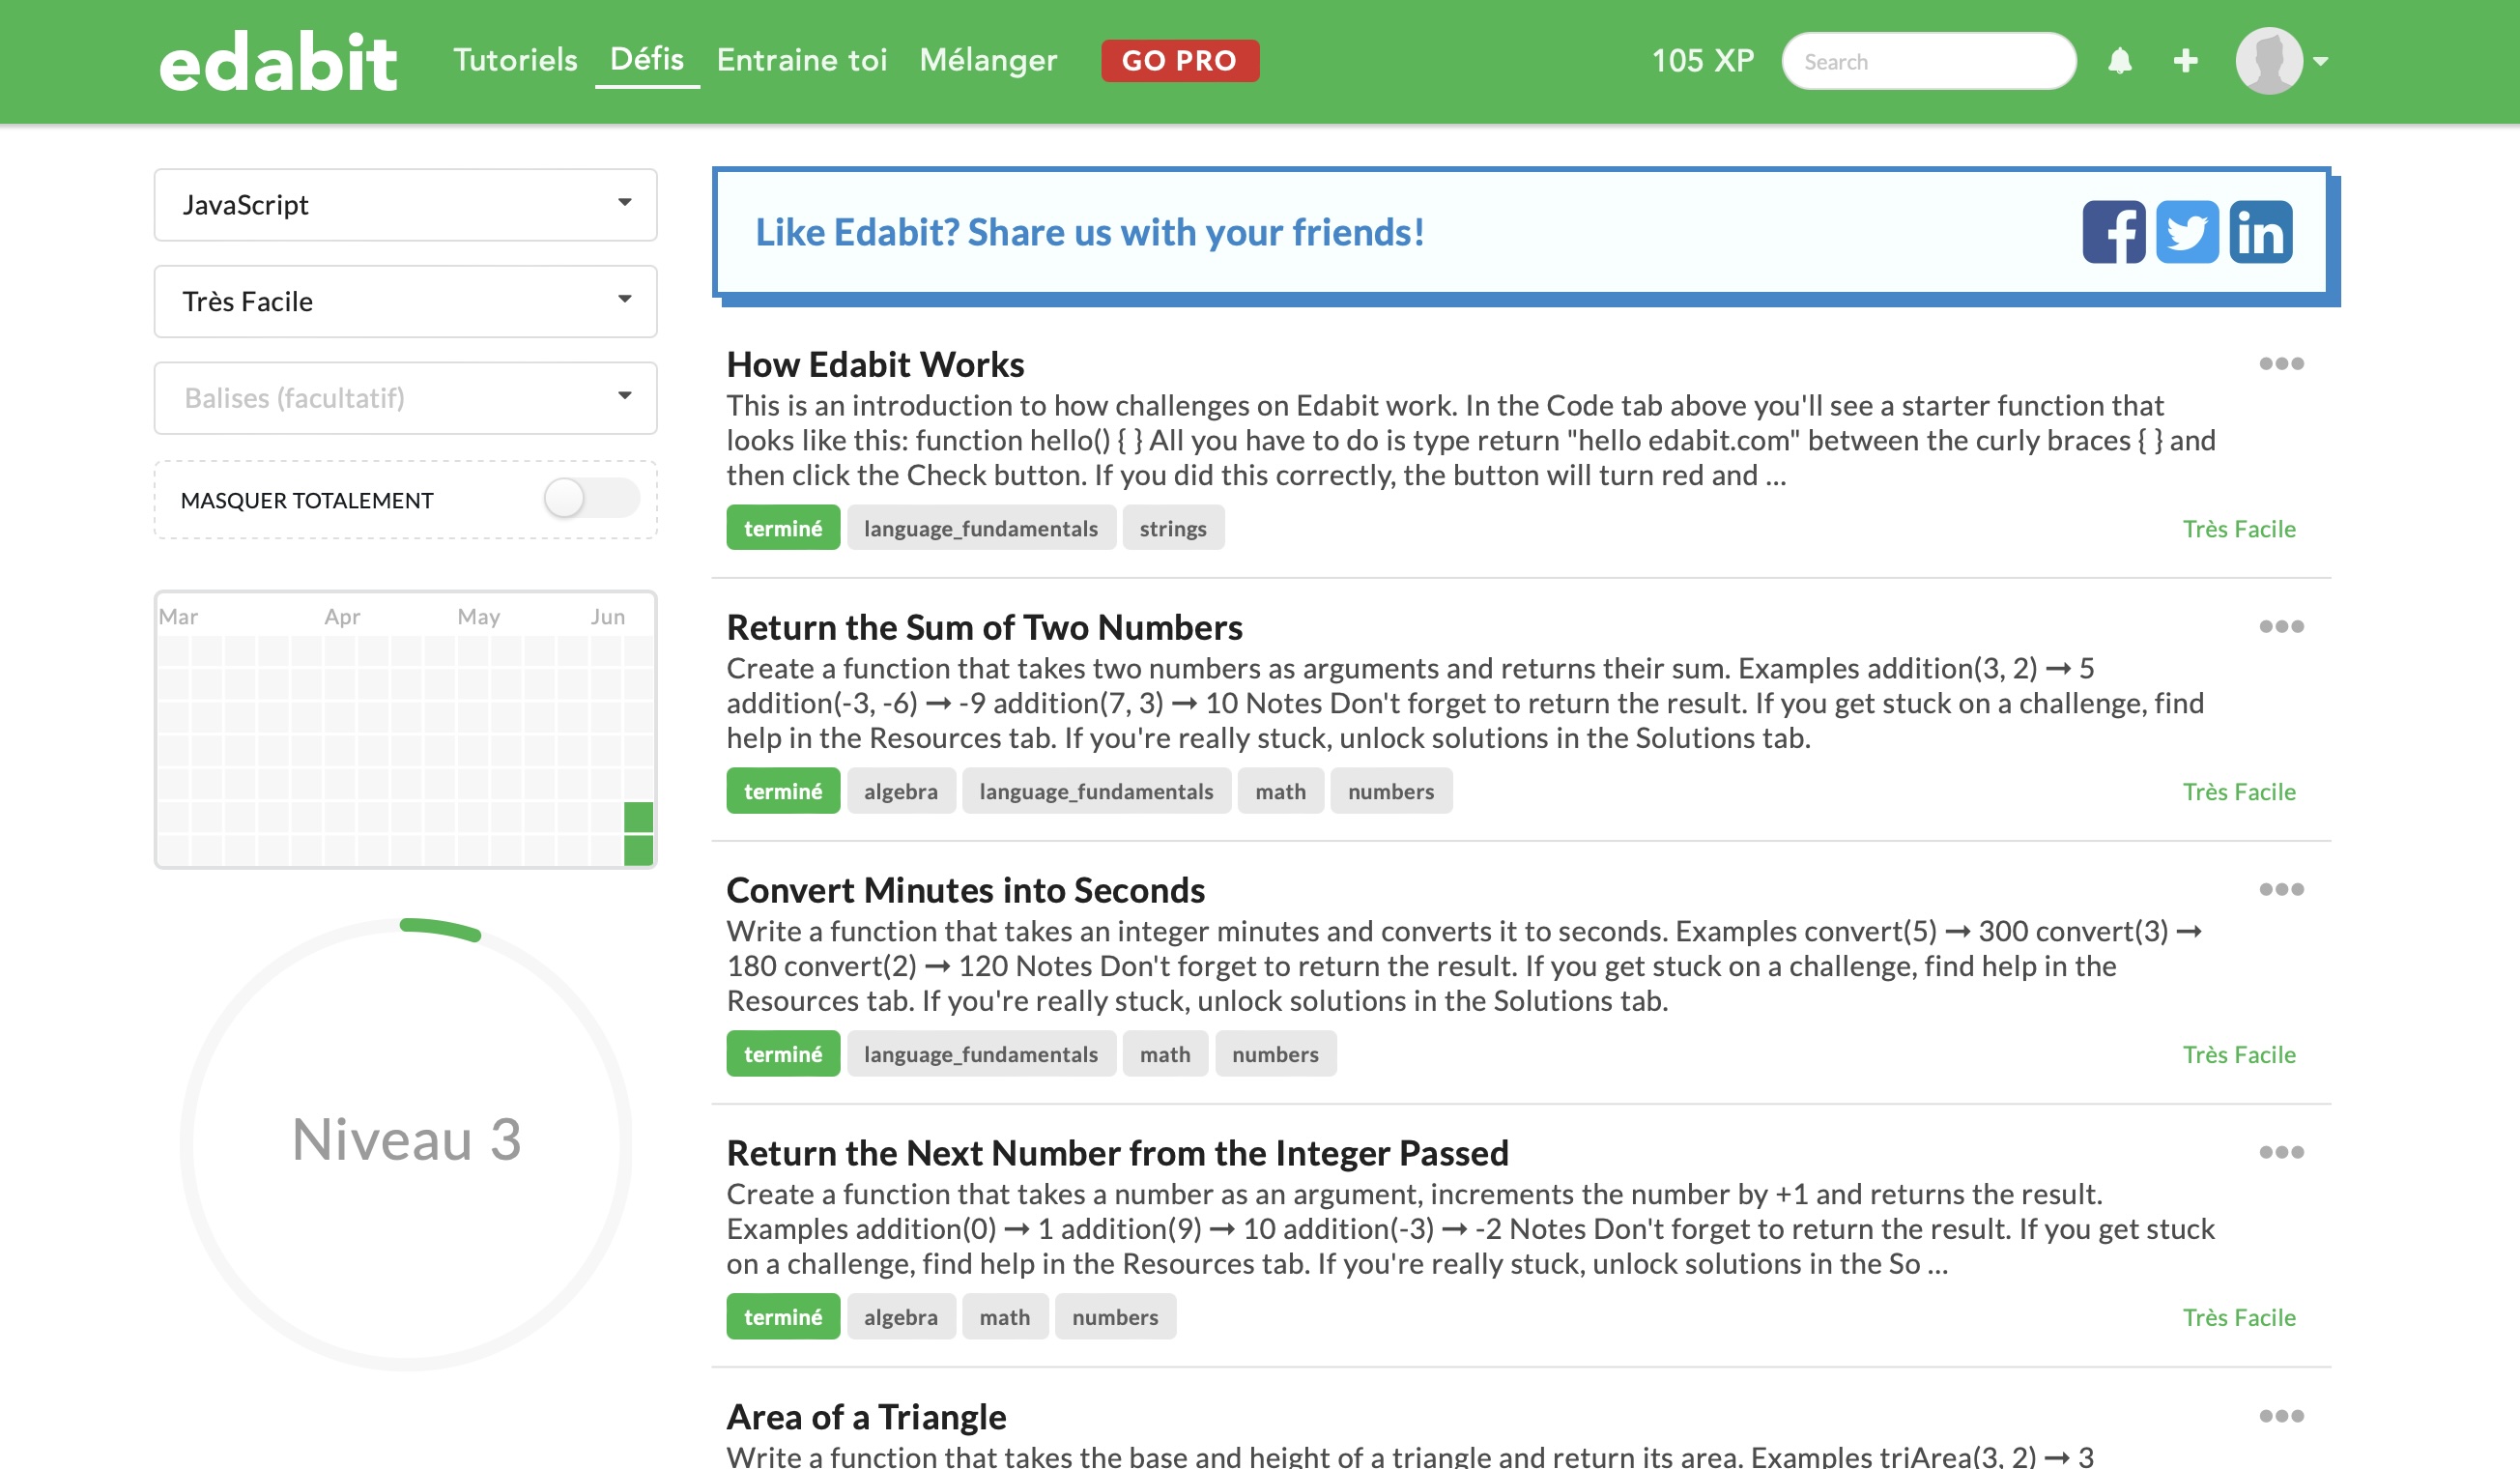 edabit
Tutoriels Défis Entraine toi Mélanger GO PRO 105 XP Search
JavaScript
Très Facile
Balises (facultatif)
MASQUER TOTALEMENT
Mar Apr May Jun
Niveau 3
Like Edabit? Share us with your friends!
How Edabit Works
This is an introduction to how challenges on Edabit work. In the Code tab above you'll see a starter function that
looks like this: function hello() { } All you have to do is type return "hello edabit.com" between the curly braces { } and
then click the Check button. If you did this correctly, the button will turn red and ...
terminé language_fundamentals strings Très Facile
Return the Sum of Two Numbers
Create a function that takes two numbers as arguments and returns their sum. Examples addition(3, 2) ➞ 5
addition(-3, -6) ➞ -9 addition(7, 3) ➞ 10 Notes Don't forget to return the result. If you get stuck on a challenge, find
help in the Resources tab. If you're really stuck, unlock solutions in the Solutions tab.
terminé algebra language_fundamentals math numbers Très Facile
Convert Minutes into Seconds
Write a function that takes an integer minutes and converts it to seconds. Examples convert(5) ➞ 300 convert(3) ➞
180 convert(2) ➞ 120 Notes Don't forget to return the result. If you get stuck on a challenge, find help in the
Resources tab. If you're really stuck, unlock solutions in the Solutions tab.
terminé language_fundamentals math numbers Très Facile
Return the Next Number from the Integer Passed
Create a function that takes a number as an argument, increments the number by +1 and returns the result.
Examples addition(0) ➞ 1 addition(9) ➞ 10 addition(-3) ➞ -2 Notes Don't forget to return the result. If you get stuck
on a challenge, find help in the Resources tab. If you're really stuck, unlock solutions in the So ...
terminé algebra math numbers Très Facile
Area of a Triangle
Write a function that takes the base and height of a triangle and return its area. Examples triArea(3, 2) ➞ 3